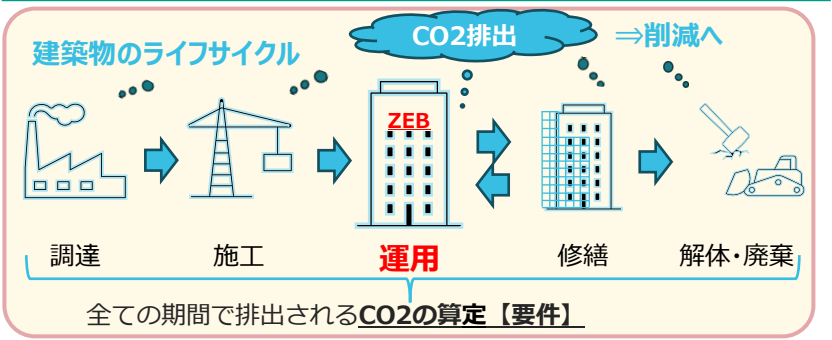 CO2排出
⇒削減へ
建築物のライフサイクル
ZEB
調達
施工
運用
修繕
解体・廃棄
全ての期間で排出されるCO2の算定【要件】